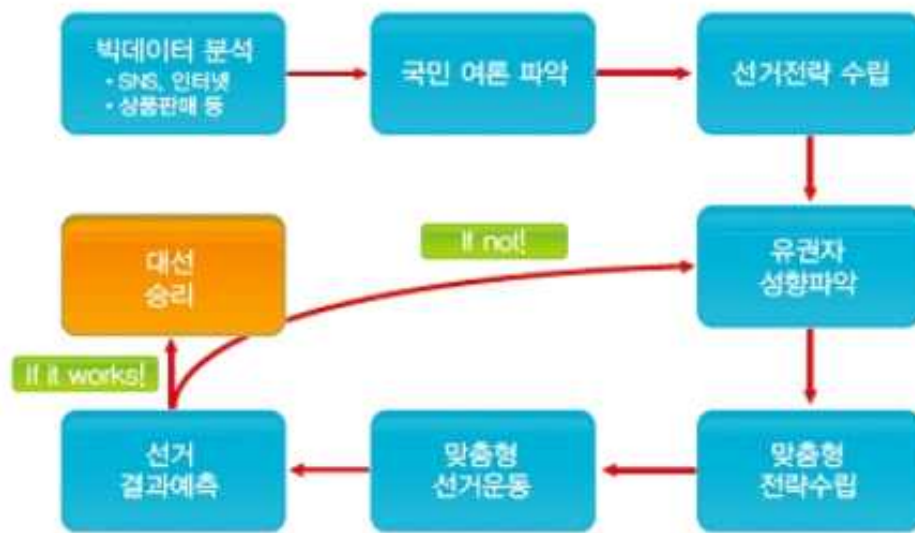 빅데이터 분석
• SNS, 인터넷
• 상품판매 등
국민 여론 파악
선거전략 수립
유권자
성향파악
맞춤형
전략수립
맞춤형
선거운동
선거
결과예측
If it works!
If not!
대선
승리